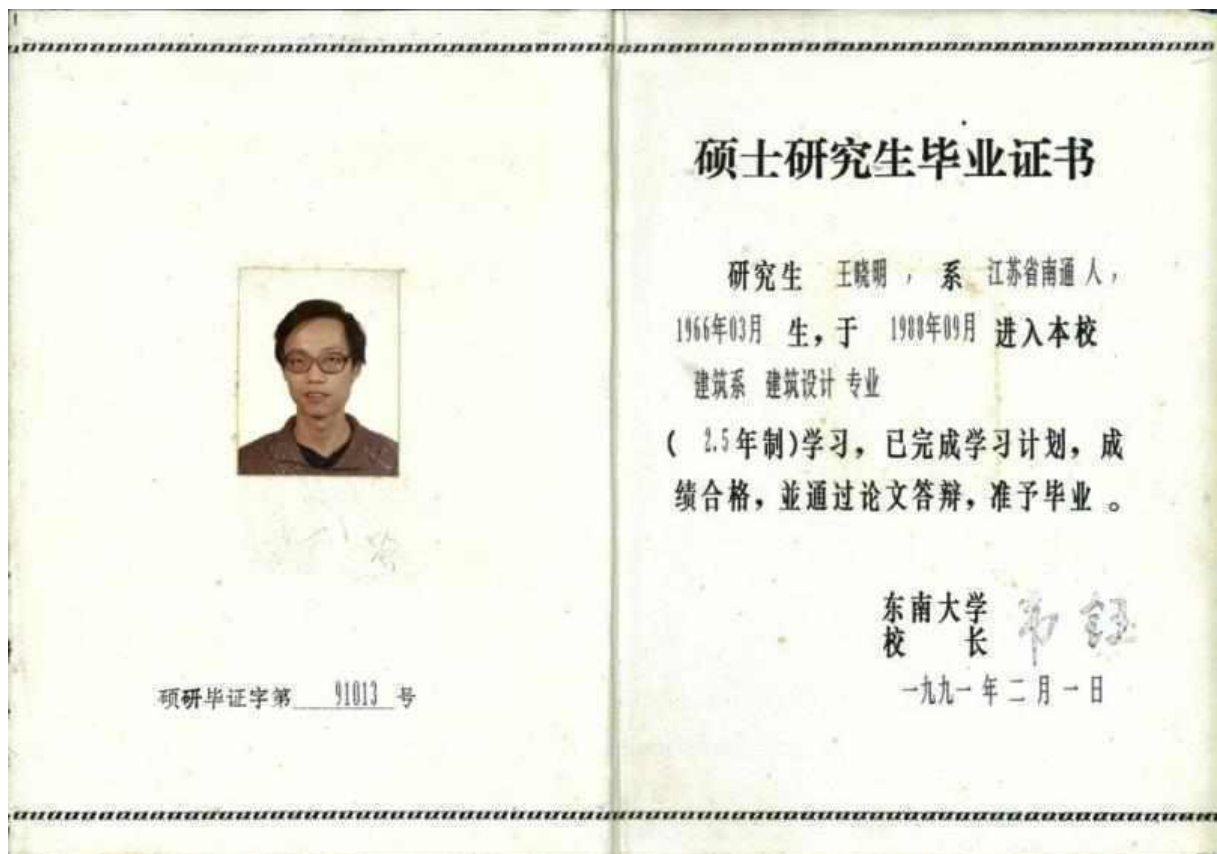 硕士研究生毕业证书
研究生 王晓明 , 系 江苏省南通 人,
1966年03月 生,于 1988年09月 进入本校
建筑系 建筑设计 专业
( 2.5年制)学习,已完成学习计划,成
绩合格,並通过论文答辩,准予毕业 。
东南大学
校 长 韦钰
一九九一 年 二 月 一 日
硕研毕证字第 91013 号